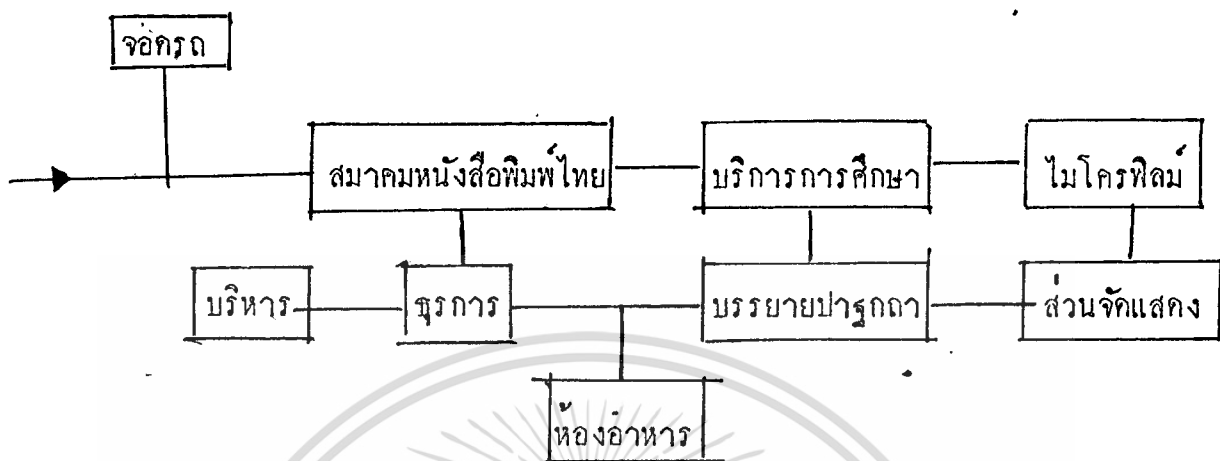 จอดรถ
สมาคมหนังสือพิมพ์ไทย บริการการศึกษา ไมโครฟิลม์
บริหาร ธุรการ บรรยายปาฐกถา ส่วนจัดแสดง
ห้องอาหาร